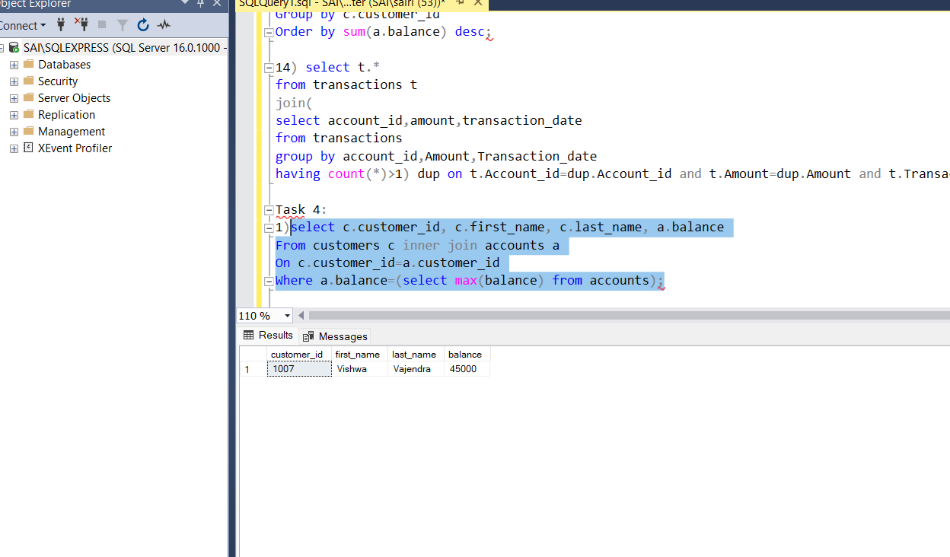 Object Explorer
Connect
SAI\SQLEXPRESS (SQL Server 16.0.1000 -
Databases
Security
Server Objects
Replication
Management
XEvent Profiler
SQLQuery1.sql - SAI\...ter (SAI\sairi (53))*
Group by c.customer_id
Order by sum(a.balance) desc;
14) select t.*
from transactions t
join(
select account_id,amount,transaction_date
from transactions
group by account_id,Amount,Transaction_date
having count(*)>1) dup on t.Account_id=dup.Account_id and t.Amount=dup.Amount and t.Transa
Task 4:
1)select c.customer_id, c.first_name, c.last_name, a.balance
From customers c inner join accounts a
On c.customer_id=a.customer_id
Where a.balance=(select max(balance) from accounts);
110 %
Results Messages
customer_id first_name last_name balance
1 1007 Vishwa Vajendra 45000